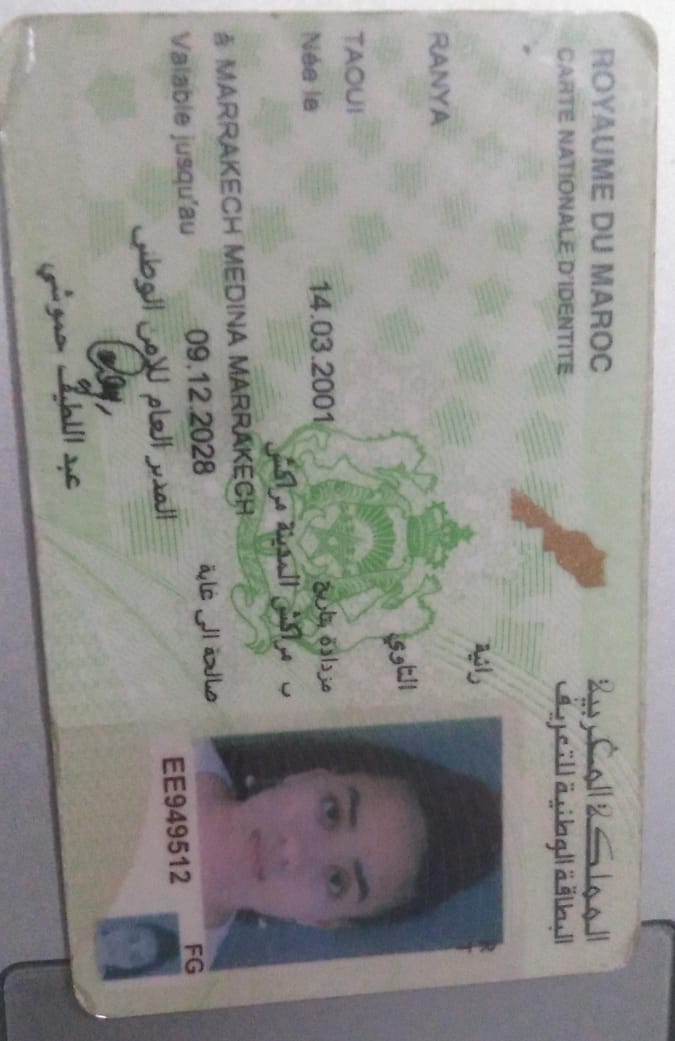 ROYAUME DU MAROC
المملكة المغربية
CARTE NATIONALE D'IDENTITE
البطاقة الوطنية للتعريف
RANYA
رانية
TAOUI
التاوي
Née le 14.03.2001 مزدادة بتاريخ
ب مراكش المدينة مراكش
à MARRAKECH MEDINA MARRAKECH
Valable jusqu'au 09.12.2028 صالحة الى غاية
المدير العام للأمن الوطني
عبد اللطيف حموشي
R
T
EE949512
FG